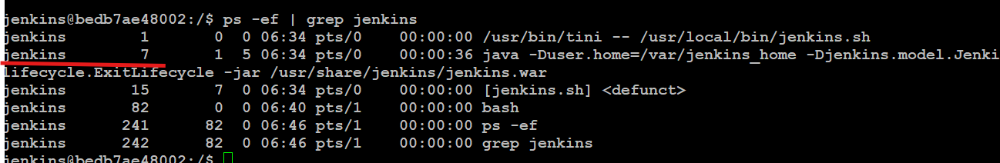 jenkins@bedb7ae48002:/$ ps -ef | grep jenkins
jenkins 1 0 0 06:34 pts/0 00:00:00 /usr/bin/tini -- /usr/local/bin/jenkins.sh
jenkins 7 1 5 06:34 pts/0 00:00:36 java -Duser.home=/var/jenkins_home -Djenkins.model.Jenki
lifecycle.ExitLifecycle -jar /usr/share/jenkins/jenkins.war
jenkins 15 7 0 06:34 pts/0 00:00:00 [jenkins.sh] <defunct>
jenkins 82 0 0 06:40 pts/1 00:00:00 bash
jenkins 241 82 0 06:46 pts/1 00:00:00 ps -ef
jenkins 242 82 0 06:46 pts/1 00:00:00 grep jenkins
jenkins@bedb7ae48002:/$